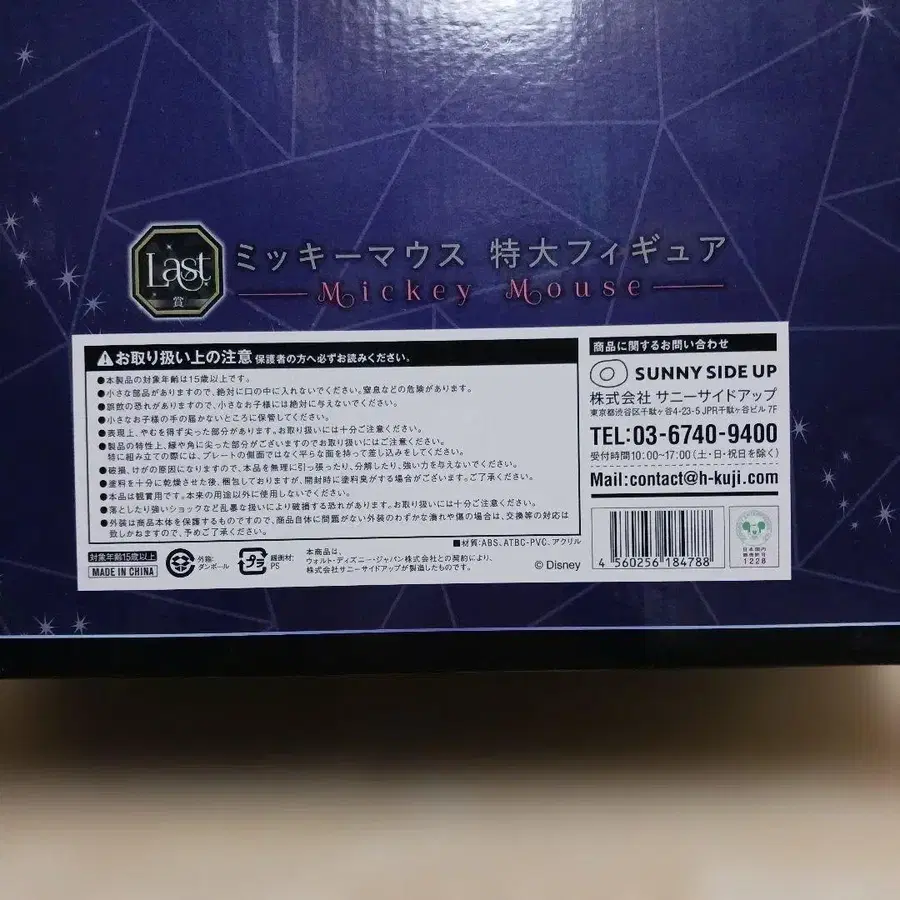 Last
賞
ミッキーマウス 特大フィギュア
Mickey Mouse
お取り扱い上の注意 保護者の方へ必ずお読みください。
●本製品の対象年齢は15歳以上です。
●小さな部品がありますので、絶対に口の中に入れないでください。窒息などの危険があります。
●誤飲の恐れがありますので、小さなお子様には絶対に与えないでください。
●小さなお子様の手の届かないところに保管してください。
●表現上、やむを得ず尖った部分があります。お取り扱いには十分ご注意ください。
●製品の特性上、縁や角に尖った部分がございますのでお取り扱いにはご注意ください。
特に組み立ての際には、プレートの側面ではなく平らな面を持って差し込みをしてください。
●破損、けがの原因になりますので、本品を無理に引っ張ったり、分解したり、強い力を与えないでください。
●塗料を十分に乾燥させた後、梱包しておりますが、開封時に塗料臭がする場合がございます。ご了承ください。
●本品は観賞用です。本来の用途以外に使用しないでください。
●落としたり強いショックなど乱暴な扱いにより破損する恐れがあります。お取り扱いには十分ご注意ください。
●外装は商品本体を保護するものですので、商品自体に問題がない外装のわずかな潰れや傷の場合は、交換等の対応は
致しかねますので、予めご了承ください。
■材質:ABS、ATBC-PVC、アクリル
対象年齢15歳以上
MADE IN CHINA
外箱:
ダンボール
プラ
緩衝材:
PS
本商品は、
ウォルト・ディズニー・ジャパン株式会社との契約により、
株式会社サニーサイドアップが製造したものです。
© Disney
商品に関するお問い合わせ
SUNNY SIDE UP
株式会社 サニーサイドアップ
東京都渋谷区千駄ヶ谷4-23-5 JPR千駄ヶ谷ビル 7F
TEL:03-6740-9400
受付時間10:00~17:00(土・日・祝日を除く)
Mail:contact@h-kuji.com
4 560256 184788
日本国内
1228